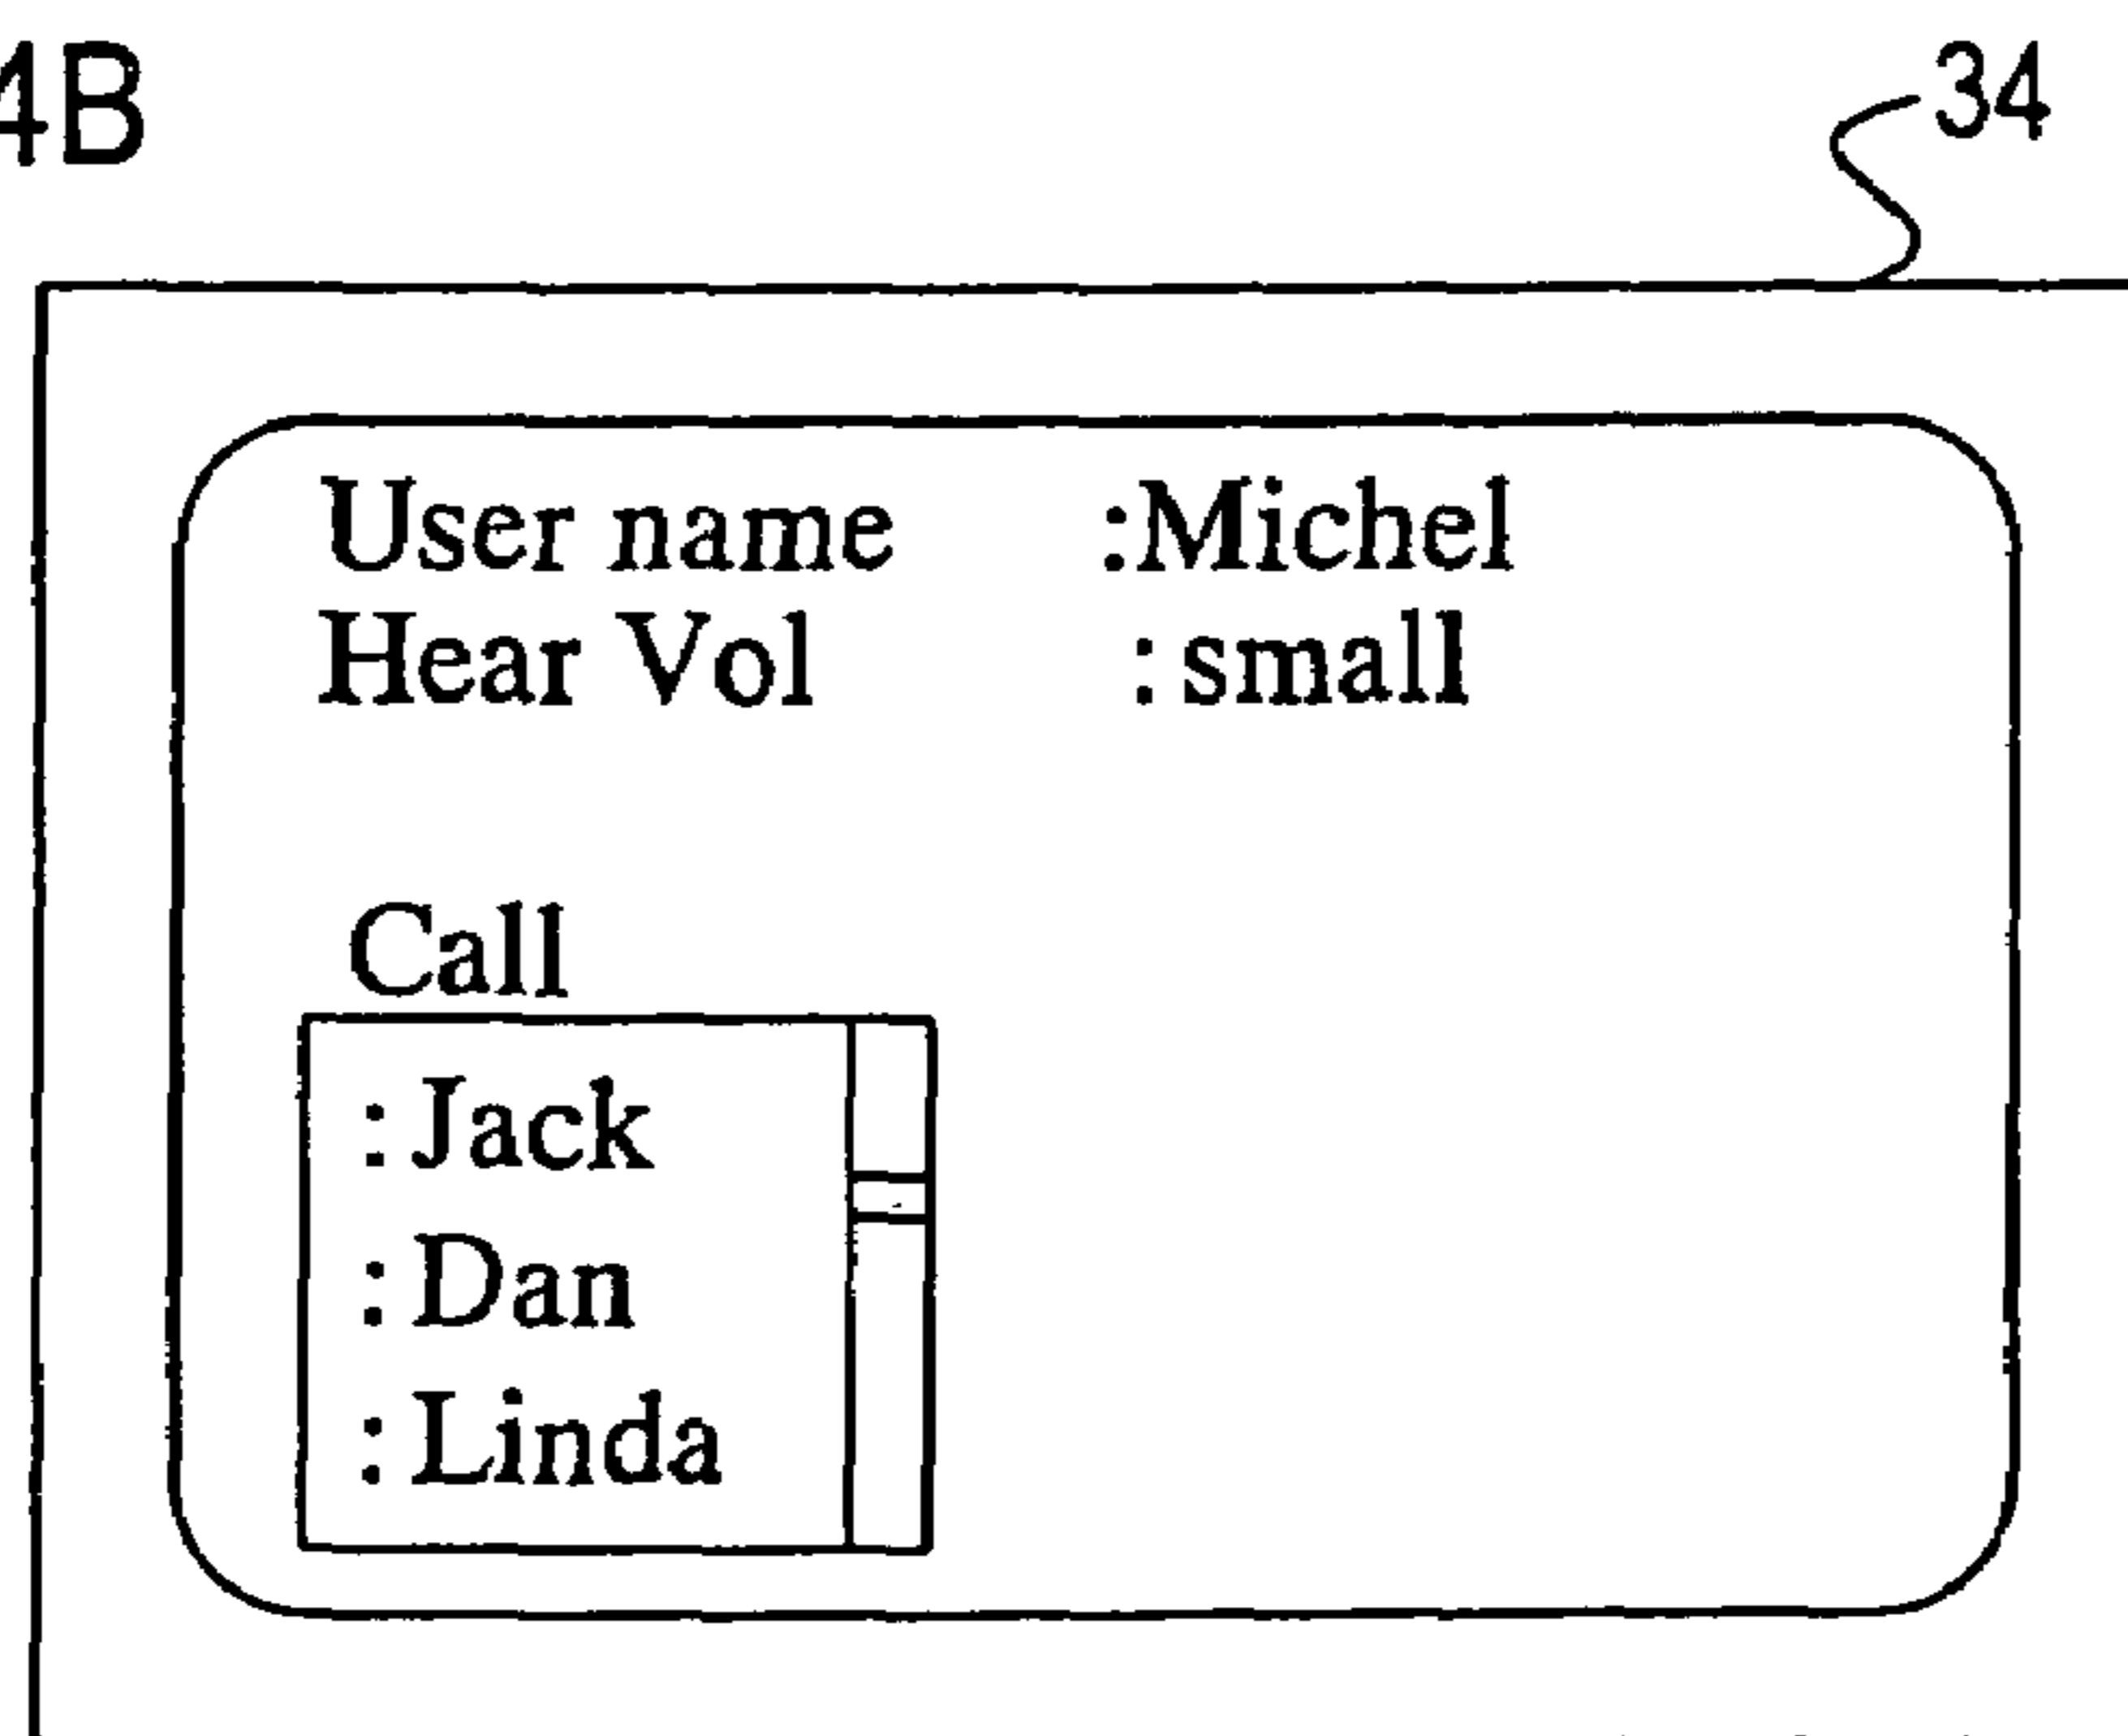 4B
34
User name :Michel
Hear Vol :small
Call
:Jack
:Dan
:Linda